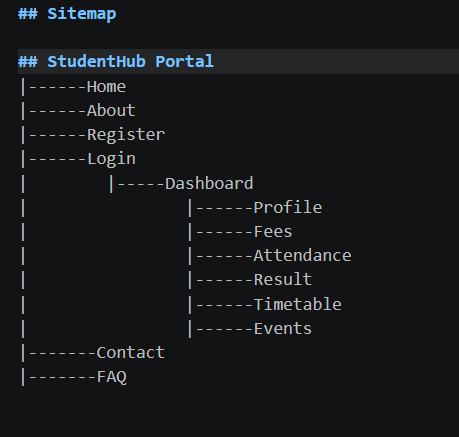 ## Sitemap
## StudentHub Portal
|------Home
|------About
|------Register
|------Login
|        |-----Dashboard
|                |------Profile
|                |------Fees
|                |------Attendance
|                |------Result
|                |------Timetable
|                |------Events
|-------Contact
|-------FAQ